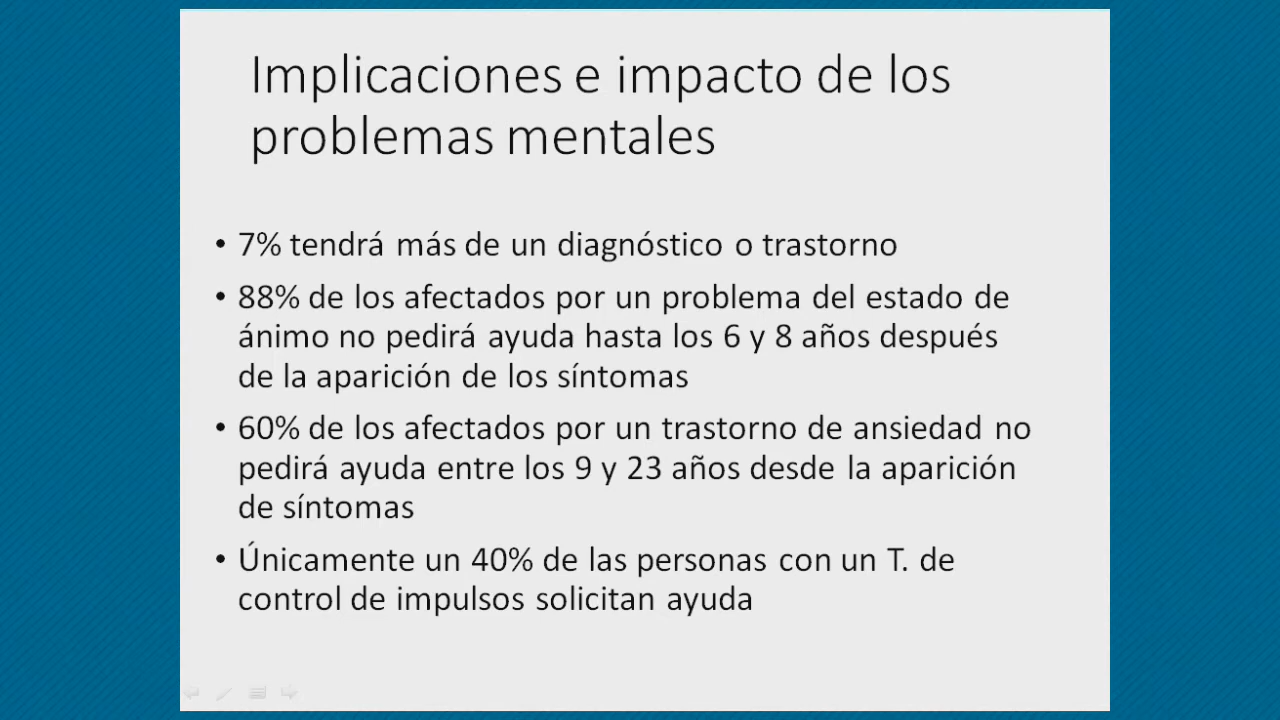 Implicaciones e impacto de los
problemas mentales
• 7% tendrá más de un diagnóstico o trastorno
• 88% de los afectados por un problema del estado de
ánimo no pedirá ayuda hasta los 6 y 8 años después
de la aparición de los síntomas
• 60% de los afectados por un trastorno de ansiedad no
pedirá ayuda entre los 9 y 23 años desde la aparición
de síntomas
• Únicamente un 40% de las personas con un T. de
control de impulsos solicitan ayuda